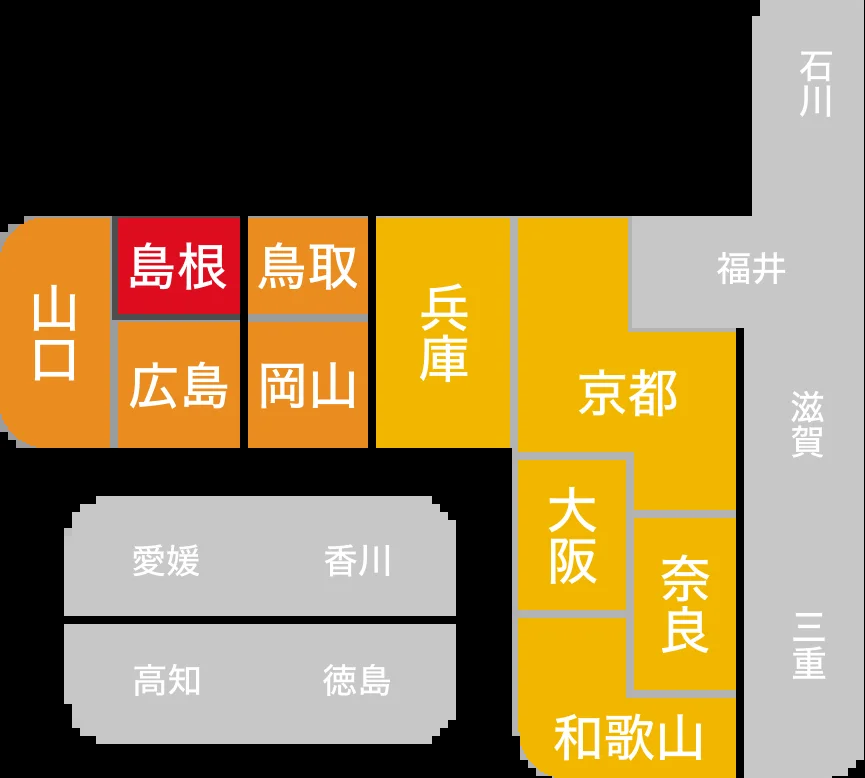 石川
福井
島根
鳥取
山口
兵庫
広島
岡山
京都
滋賀
大阪
愛媛
香川
奈良
三重
高知
徳島
和歌山